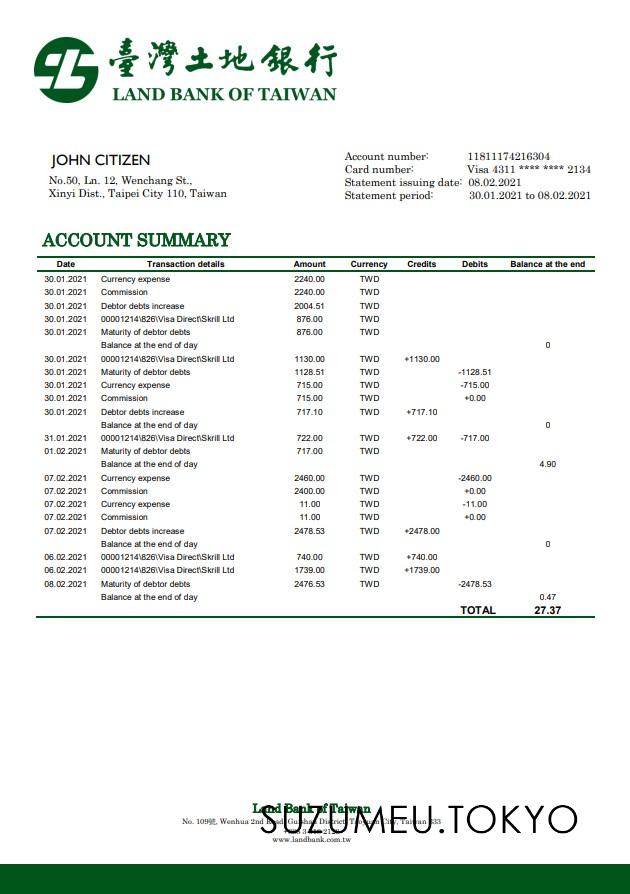 臺灣土地銀行
LAND BANK OF TAIWAN
JOHN CITIZEN
No.50, Ln. 12, Wenchang St.,
Xinyi Dist., Taipei City 110, Taiwan
Account number: 11811174216304
Card number: Visa 4311 **** **** 2134
Statement issuing date: 08.02.2021
Statement period: 30.01.2021 to 08.02.2021
ACCOUNT SUMMARY
Date Transaction details Amount Currency Credits Debits Balance at the end
30.01.2021 Currency expense 2240.00 TWD
30.01.2021 Commission 2240.00 TWD
30.01.2021 Debtor debts increase 2004.51 TWD
30.01.2021 00001214\826\Visa Direct\Skrill Ltd 876.00 TWD
30.01.2021 Maturity of debtor debts 876.00 TWD
Balance at the end of day 0
30.01.2021 00001214\826\Visa Direct\Skrill Ltd 1130.00 TWD +1130.00
30.01.2021 Maturity of debtor debts 1128.51 TWD -1128.51
30.01.2021 Currency expense 715.00 TWD -715.00
30.01.2021 Commission 715.00 TWD +0.00
30.01.2021 Debtor debts increase 717.10 TWD +717.10
Balance at the end of day 0
31.01.2021 00001214\826\Visa Direct\Skrill Ltd 722.00 TWD +722.00 -717.00
01.02.2021 Maturity of debtor debts 717.00 TWD
Balance at the end of day 4.90
07.02.2021 Currency expense 2460.00 TWD -2460.00
07.02.2021 Commission 2400.00 TWD +0.00
07.02.2021 Currency expense 11.00 TWD -11.00
07.02.2021 Commission 11.00 TWD +0.00
07.02.2021 Debtor debts increase 2478.53 TWD +2478.00
Balance at the end of day 0
06.02.2021 00001214\826\Visa Direct\Skrill Ltd 740.00 TWD +740.00
06.02.2021 00001214\826\Visa Direct\Skrill Ltd 1739.00 TWD +1739.00
08.02.2021 Maturity of debtor debts 2476.53 TWD -2478.53
Balance at the end of day 0.47
TOTAL 27.37
Land Bank of Taiwan
SUZUMEU.TOKYO
No. 109號, Wenhua 2nd Road, Guishan District, Taoyuan City, Taiwan 333
www.landbank.com.tw